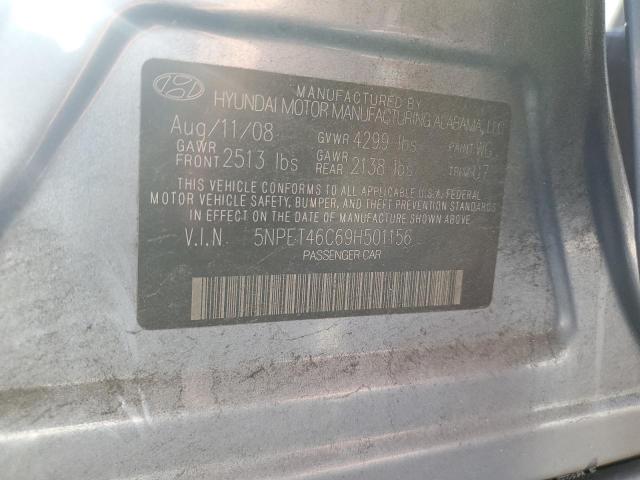 MANUFACTURED BY
HYUNDAI MOTOR MANUFACTURING ALABAMA, LLC
Aug/11/08 GVWR 4299 lbs PAINT: WG
GAWR FRONT 2513 lbs GAWR REAR 2138 lbs TRIM: U7
THIS VEHICLE CONFORMS TO ALL APPLICABLE U.S.A. FEDERAL
MOTOR VEHICLE SAFETY, BUMPER, AND THEFT PREVENTION STANDARDS
IN EFFECT ON THE DATE OF MANUFACTURE SHOWN ABOVE.
V.I.N. 5NPET46C69H501156
PASSENGER CAR